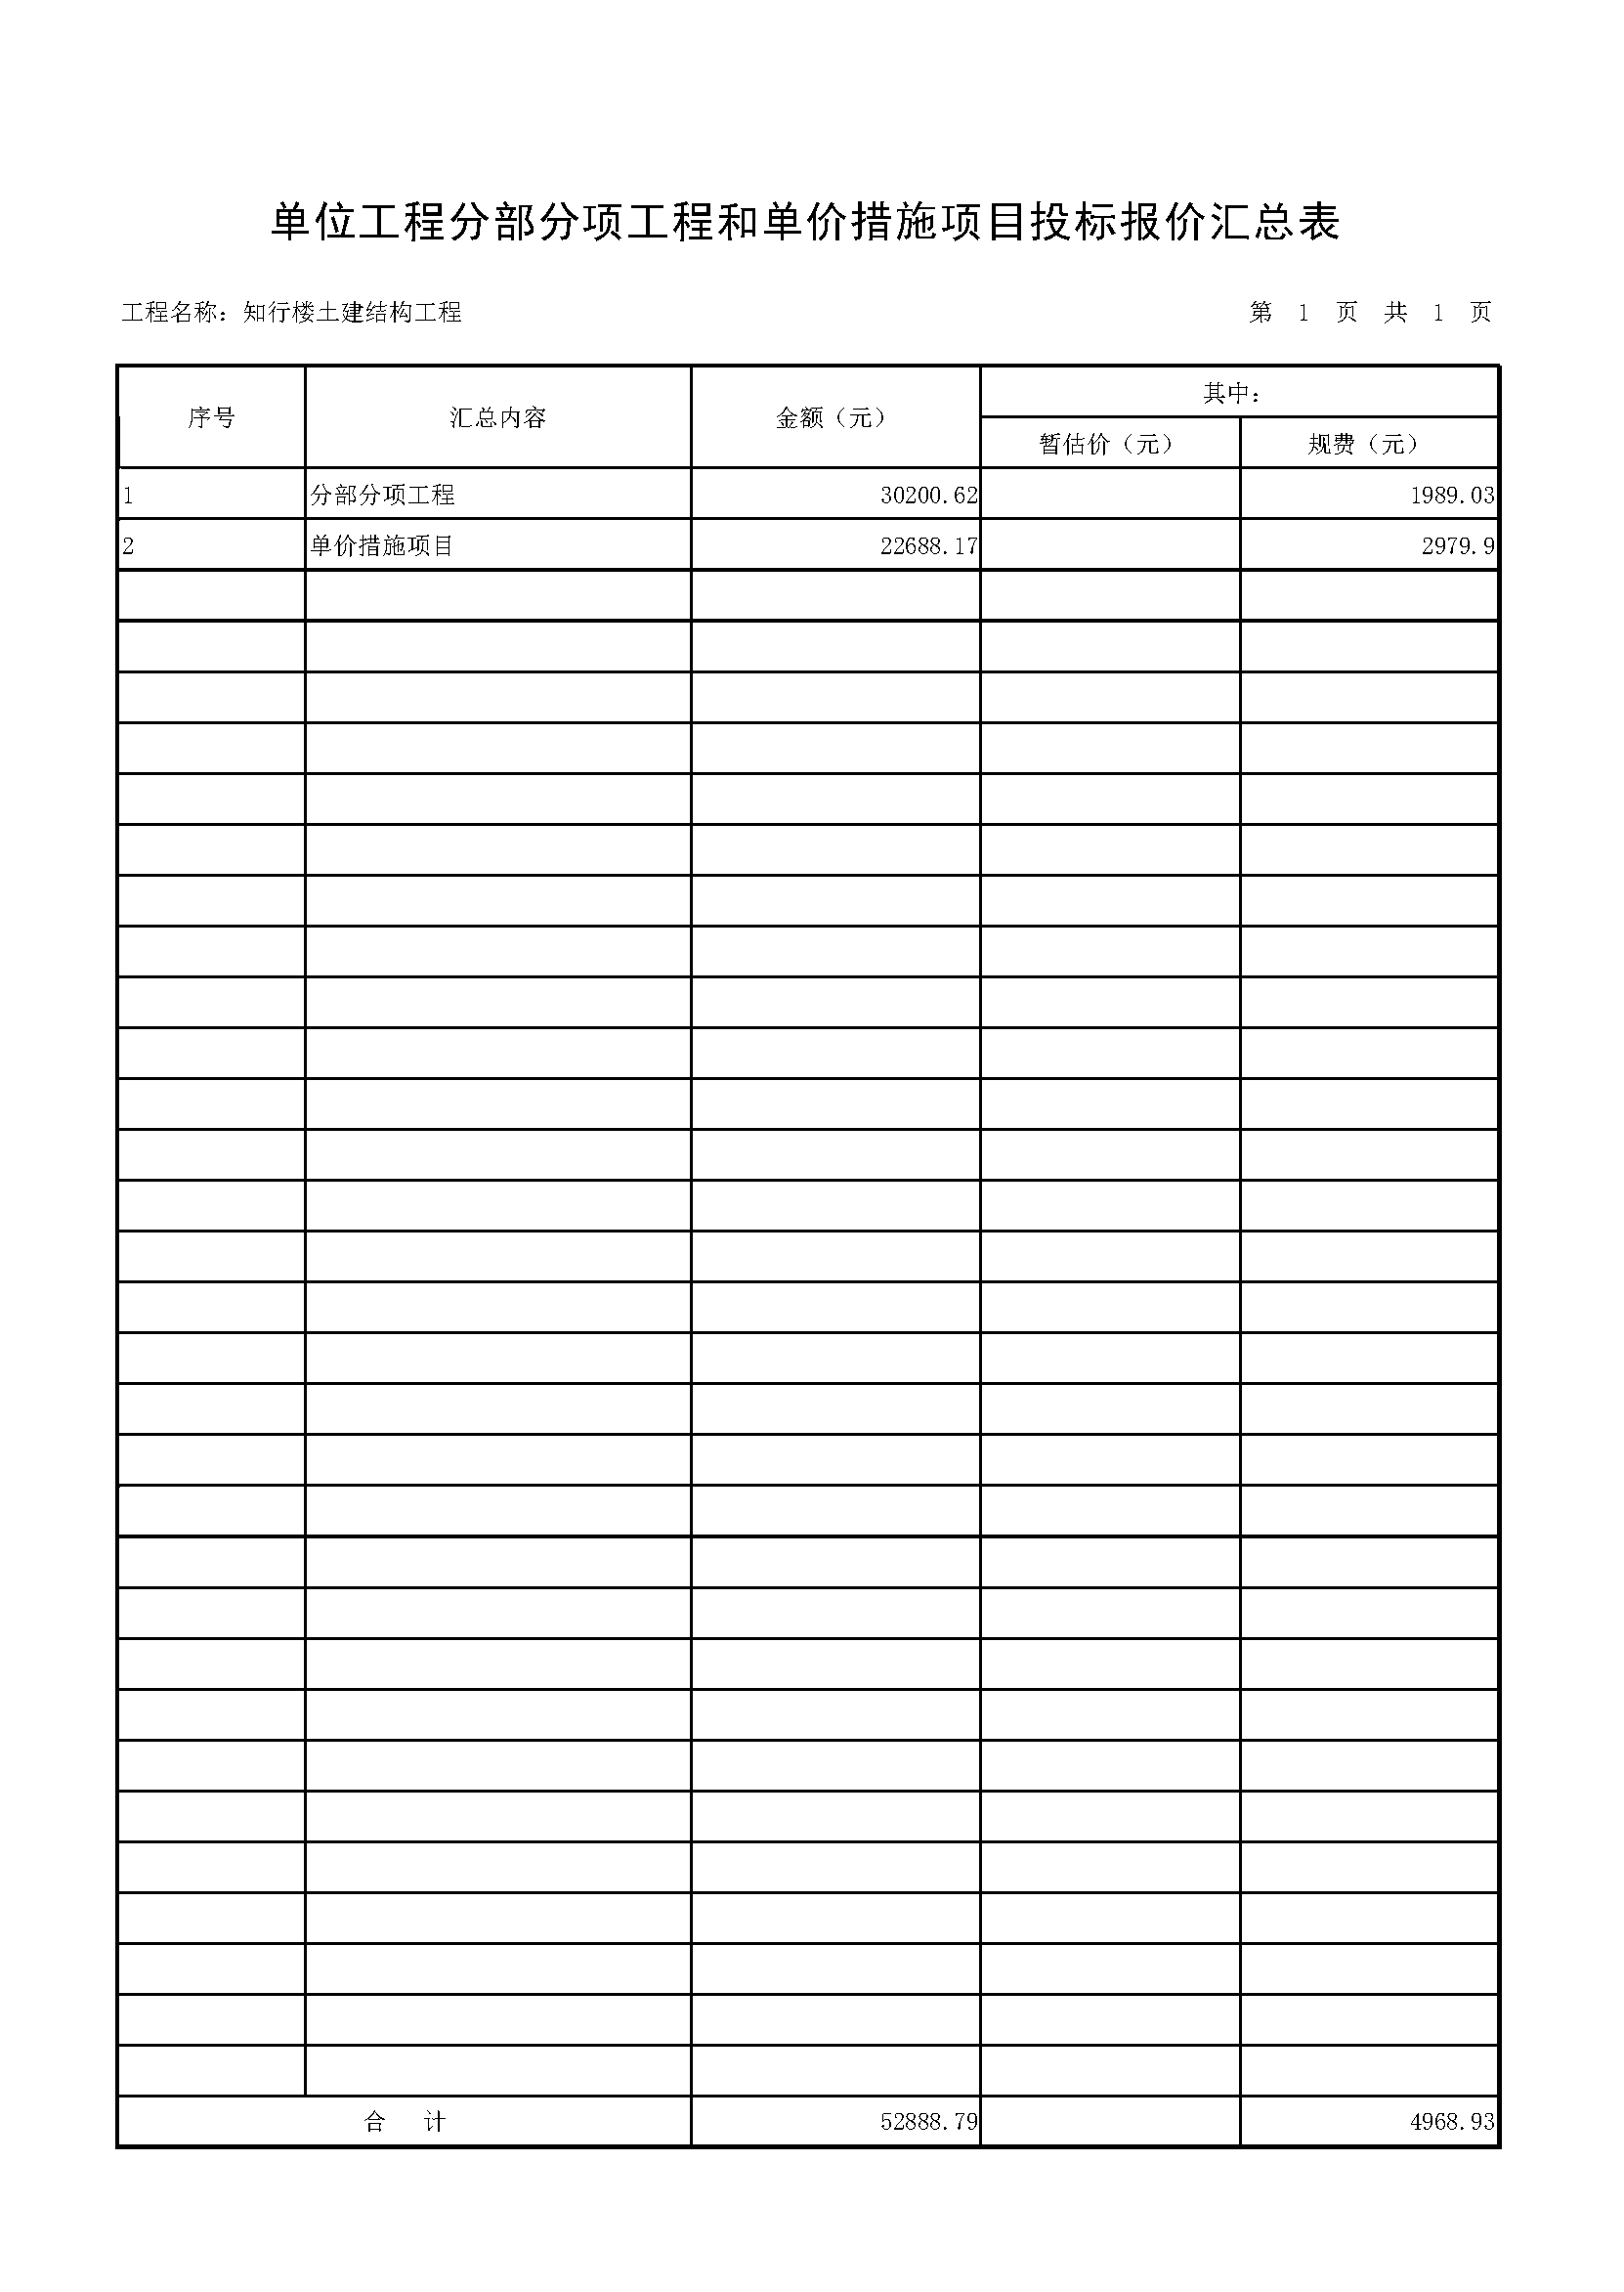 单位工程分部分项工程和单价措施项目投标报价汇总表
工程名称：知行楼土建结构工程 第 1 页 共 1 页
序号 汇总内容 金额（元） 其中：
暂估价（元） 规费（元）
1 分部分项工程 30200.62 1989.03
2 单价措施项目 22688.17 2979.9
合 计 52888.79 4968.93